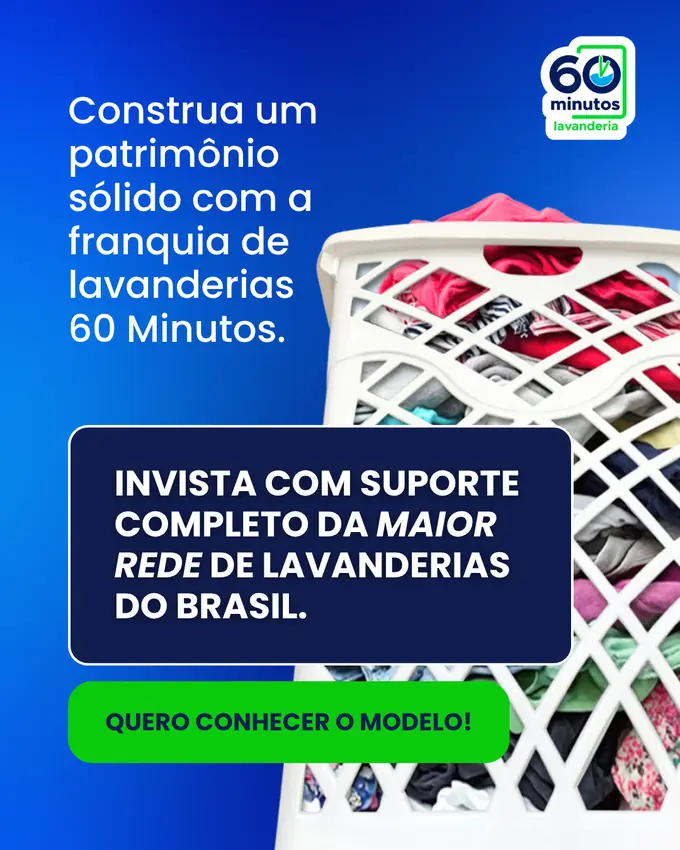 60
minutos
lavanderia
Construa um
patrimônio
sólido com a
franquia de
lavanderias
60 Minutos.
INVISTA COM SUPORTE
COMPLETO DA MAIOR
REDE DE LAVANDERIAS
DO BRASIL.
QUERO CONHECER O MODELO!